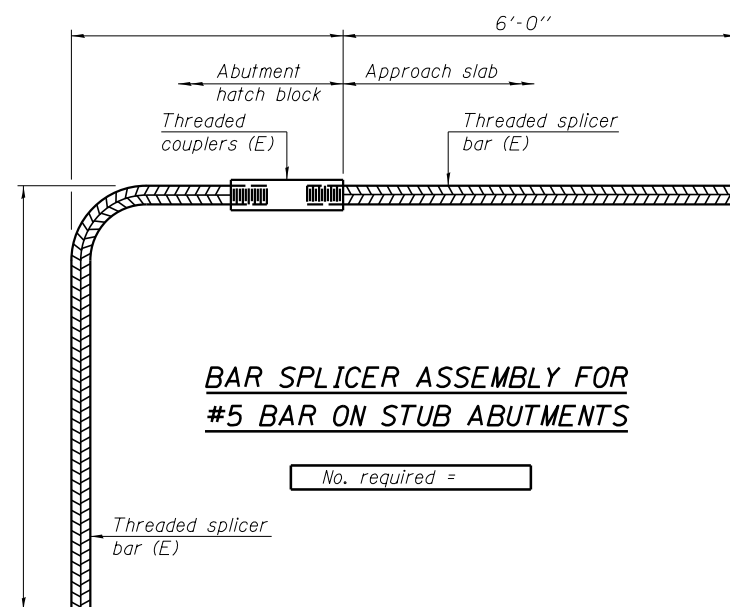 6'-0"
Abutment
hatch block
Approach slab
Threaded
couplers (E)
Threaded splicer
bar (E)
BAR SPLICER ASSEMBLY FOR
#5 BAR ON STUB ABUTMENTS
No. required =
Threaded splicer
bar (E)